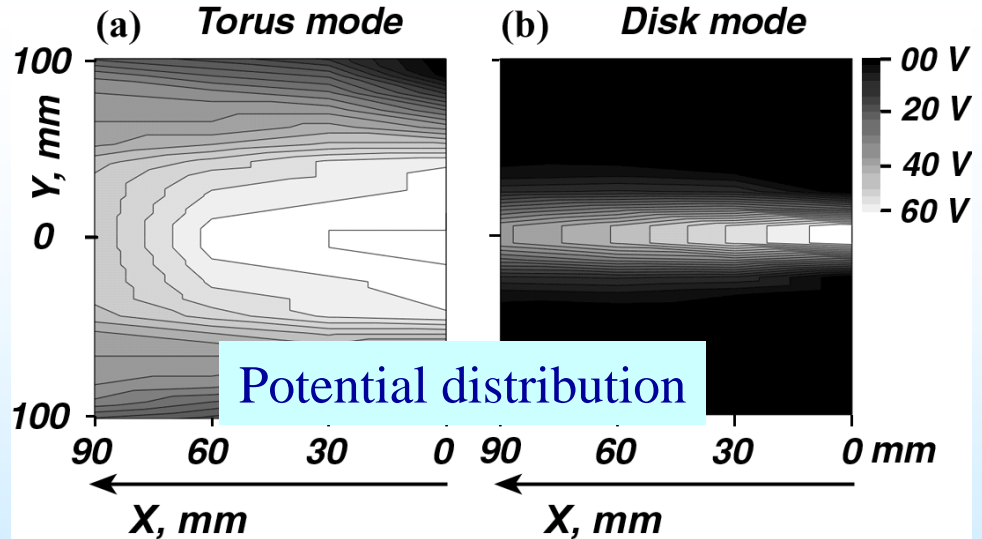 (a) Torus mode
(b) Disk mode
100
Y, mm
0
100
00 V
20 V
40 V
60 V
Potential distribution
90 60 30 0
90 60 30 0 mm
X, mm
X, mm